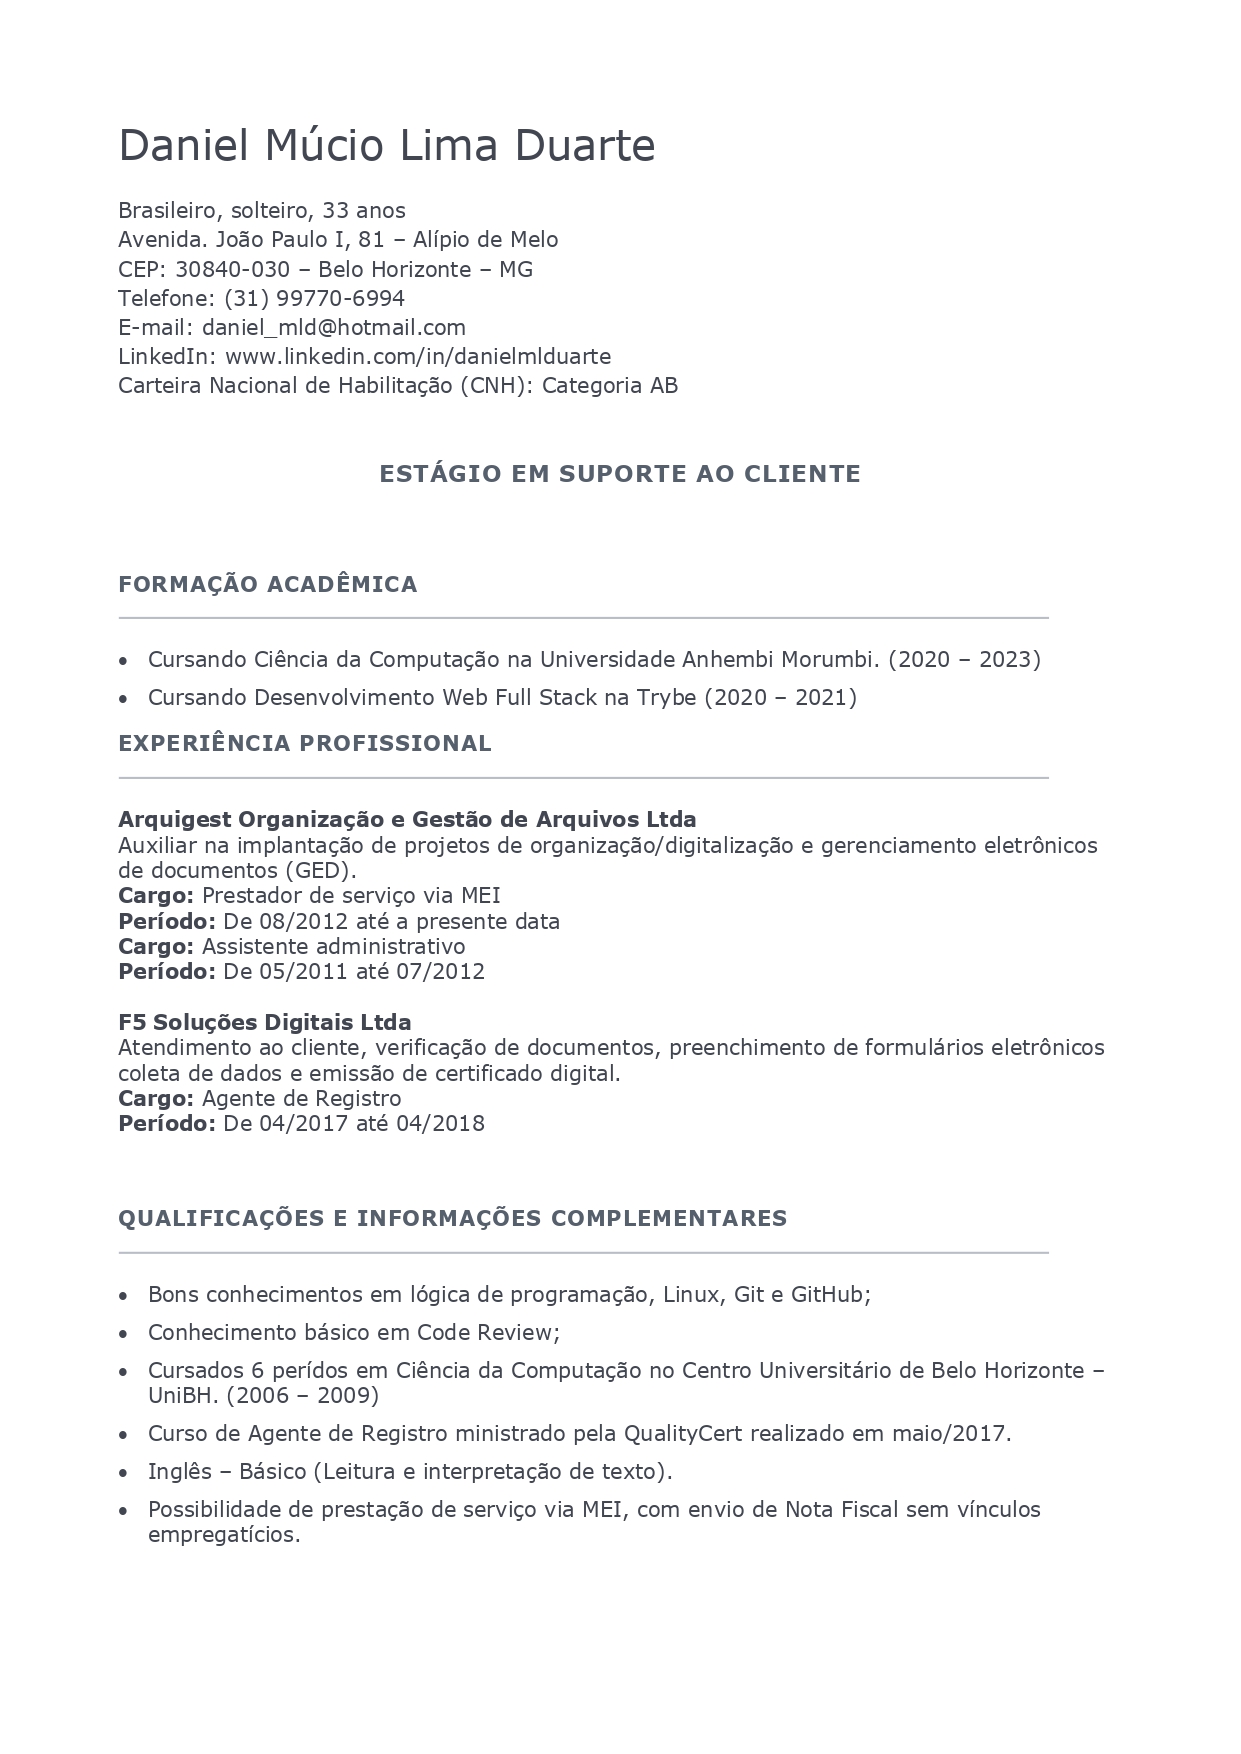 Daniel Múcio Lima Duarte
Brasileiro, solteiro, 33 anos
Avenida. João Paulo I, 81 – Alípio de Melo
CEP: 30840-030 – Belo Horizonte – MG
Telefone: (31) 99770-6994
E-mail: daniel_mld@hotmail.com
LinkedIn: www.linkedin.com/in/danielmlduarte
Carteira Nacional de Habilitação (CNH): Categoria AB
ESTÁGIO EM SUPORTE AO CLIENTE
FORMAÇÃO ACADÊMICA
• Cursando Ciência da Computação na Universidade Anhembi Morumbi. (2020 – 2023)
• Cursando Desenvolvimento Web Full Stack na Trybe (2020 – 2021)
EXPERIÊNCIA PROFISSIONAL
Arquigest Organização e Gestão de Arquivos Ltda
Auxiliar na implantação de projetos de organização/digitalização e gerenciamento eletrônicos
de documentos (GED).
Cargo: Prestador de serviço via MEI
Período: De 08/2012 até a presente data
Cargo: Assistente administrativo
Período: De 05/2011 até 07/2012
F5 Soluções Digitais Ltda
Atendimento ao cliente, verificação de documentos, preenchimento de formulários eletrônicos
coleta de dados e emissão de certificado digital.
Cargo: Agente de Registro
Período: De 04/2017 até 04/2018
QUALIFICAÇÕES E INFORMAÇÕES COMPLEMENTARES
• Bons conhecimentos em lógica de programação, Linux, Git e GitHub;
• Conhecimento básico em Code Review;
• Cursados 6 perídos em Ciência da Computação no Centro Universitário de Belo Horizonte –
UniBH. (2006 – 2009)
• Curso de Agente de Registro ministrado pela QualityCert realizado em maio/2017.
• Inglês – Básico (Leitura e interpretação de texto).
• Possibilidade de prestação de serviço via MEI, com envio de Nota Fiscal sem vínculos
empregatícios.